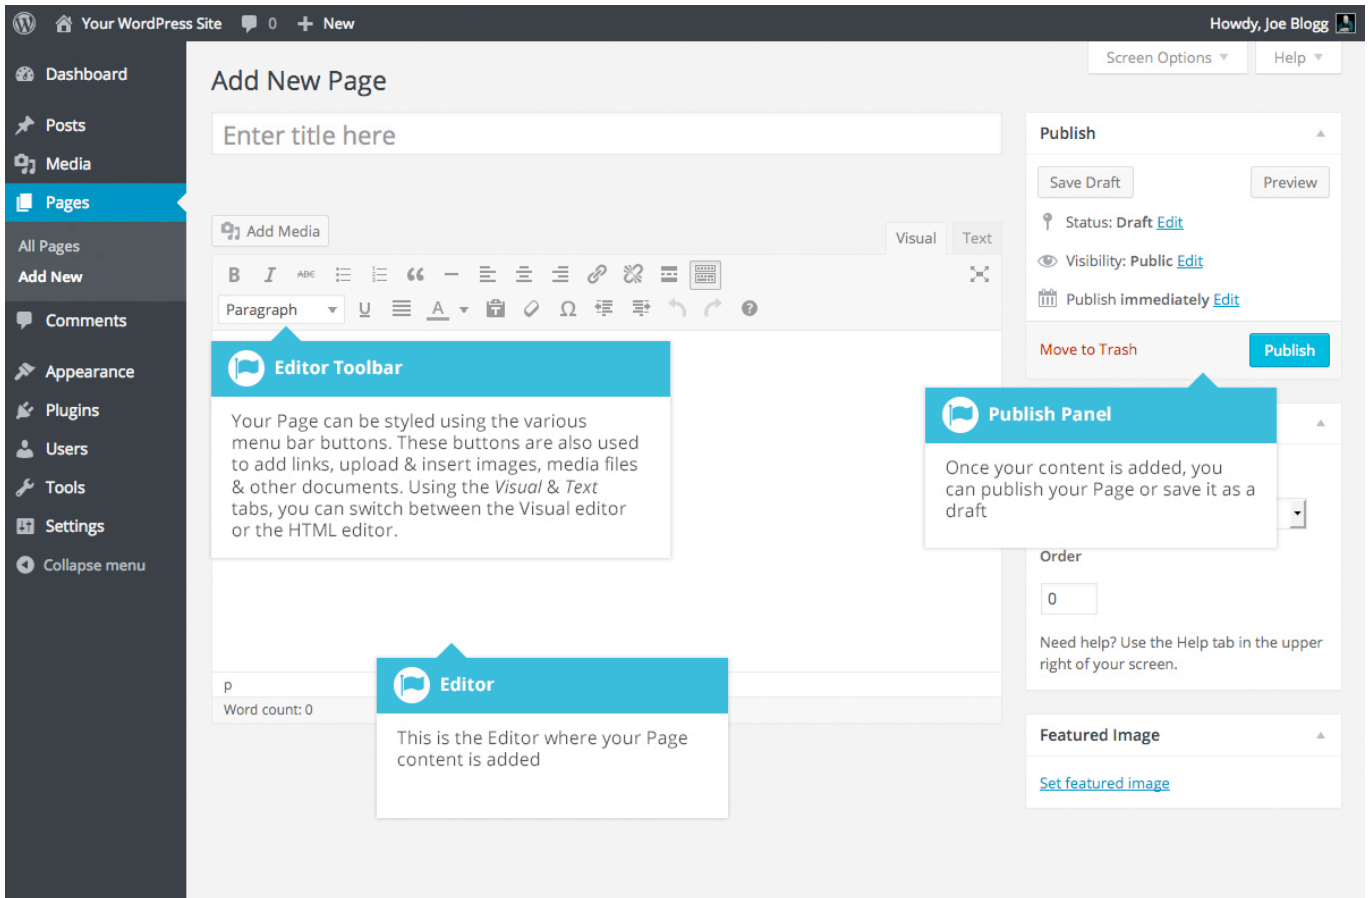 Your WordPress Site
0
New
Howdy, Joe Blogg
Screen Options
Help
Dashboard
Posts
Media
Pages
All Pages
Add New
Comments
Appearance
Plugins
Users
Tools
Settings
Collapse menu
Add New Page
Enter title here
Add Media
Visual
Text
B I ABC
Paragraph
U A T Ω ?
Editor Toolbar
Your Page can be styled using the various
menu bar buttons. These buttons are also used
to add links, upload & insert images, media files
& other documents. Using the Visual & Text
tabs, you can switch between the Visual editor
or the HTML editor.
p
Word count: 0
Editor
This is the Editor where your Page
content is added
Publish
Save Draft
Preview
Status: Draft Edit
Visibility: Public Edit
Publish immediately Edit
Move to Trash
Publish
Publish Panel
Once your content is added, you
can publish your Page or save it as a
draft
Order
0
Need help? Use the Help tab in the upper
right of your screen.
Featured Image
Set featured image